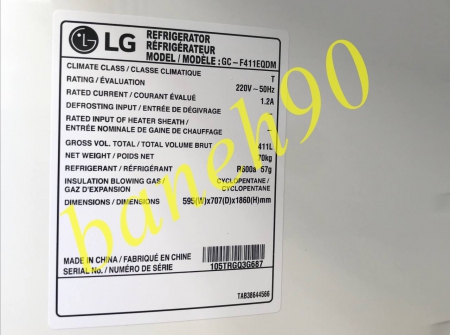 LG
REFRIGERATOR
RÉFRIGÉRATEUR
MODEL / MODÈLE : GC-F411EQDM
CLIMATE CLASS / CLASSE CLIMATIQUE T
RATING / ÉVALUATION 220V ~ 50Hz
RATED CURRENT / COURANT ÉVALUÉ 1.2A
DEFROSTING INPUT / ENTRÉE DE DÉGIVRAGE –
RATED INPUT OF HEATER SHEATH /
ENTRÉE NOMINALE DE GAINE DE CHAUFFAGE –
GROSS VOL. TOTAL / TOTAL VOLUME BRUT 411L
NET WEIGHT / POIDS NET 70kg
REFRIGERANT / RÉFRIGÉRANT R600a 57g
INSULATION BLOWING GAS / CYCLOPENTANE /
GAZ D'EXPANSION CYCLOPENTANE
DIMENSIONS / DIMENSIONS 595(W)x707(D)x1860(H)mm
MADE IN CHINA / FABRIQUÉ EN CHINE
SERIAL No. / NUMÉRO DE SÉRIE 105TRGQ3G687
TAB38644566
baneh90